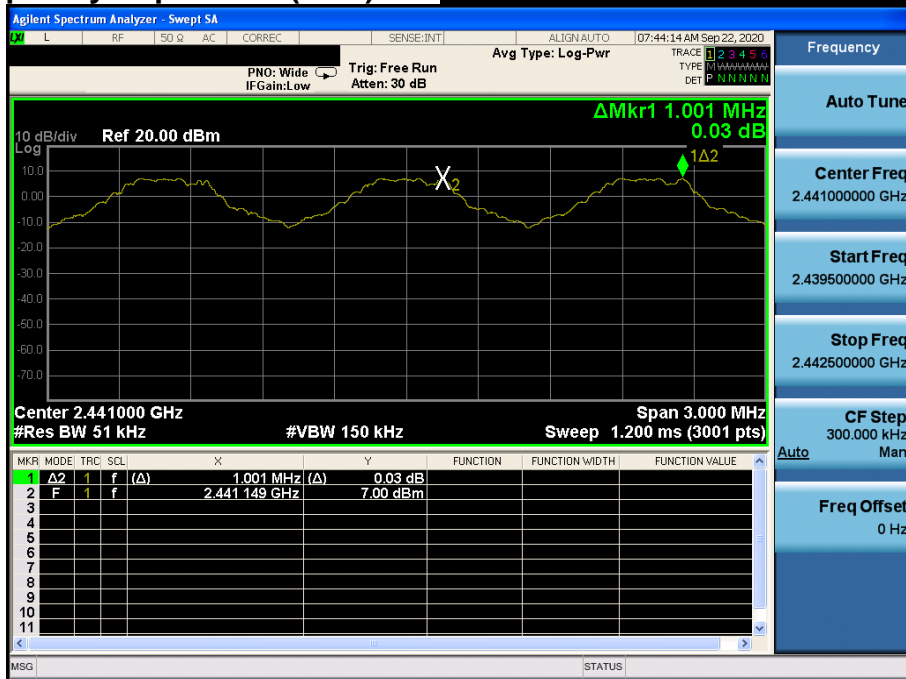 Agilent Spectrum Analyzer - Swept SA
LXI L RF 50 Ω AC CORREC SENSE:INT ALIGNAUTO 07:44:14 AM Sep 22, 2020
Avg Type: Log-Pwr TRACE 1 2 3 4 5 6
PNO: Wide Trig: Free Run TYPE M WWWWW
IFGain:Low Atten: 30 dB DET P N N N N N
ΔMkr1 1.001 MHz
0.03 dB
10 dB/div Ref 20.00 dBm
Log
1Δ2
10.0
X2
0.00
-10.0
-20.0
-30.0
-40.0
-50.0
-60.0
-70.0
Center 2.441000 GHz Span 3.000 MHz
#Res BW 51 kHz #VBW 150 kHz Sweep 1.200 ms (3001 pts)
MKR MODE TRC SCL X Y FUNCTION FUNCTION WIDTH FUNCTION VALUE
1 Δ2 1 f (Δ) 1.001 MHz (Δ) 0.03 dB
2 F 1 f 2.441 149 GHz 7.00 dBm
3
4
5
6
7
8
9
10
11
MSG STATUS
Frequency
Auto Tune
Center Freq
2.441000000 GHz
Start Freq
2.439500000 GHz
Stop Freq
2.442500000 GHz
CF Step
300.000 kHz
Auto Man
Freq Offset
0 Hz